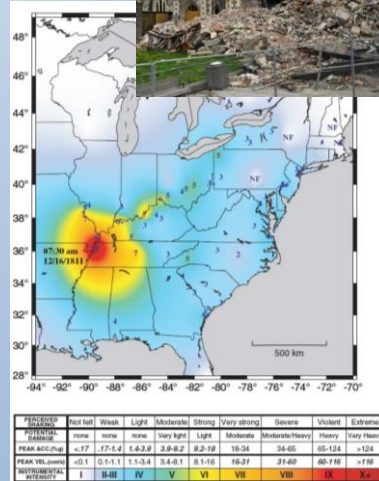 48°
46°
44°
42°
40°
38°
36°
34°
32°
30°
28°
G
NF
NF
NF
07:30 am
12/16/1811
500 km
-94° -92° -90° -88° -86° -84° -82° -80° -78° -76° -74° -72° -70°
PERCEIVED SHAKING Not felt Weak Light Moderate Strong Very strong Severe Violent Extreme
POTENTIAL DAMAGE none none none Very light Light Moderate Moderate/Heavy Heavy Very Heavy
PEAK ACC.(%g) <.17 .17-1.4 1.4-3.9 3.9-9.2 9.2-18 18-34 34-65 65-124 >124
PEAK VEL.(cm/s) <0.1 0.1-1.1 1.1-3.4 3.4-8.1 8.1-16 16-31 31-60 60-116 >116
INSTRUMENTAL INTENSITY I II-III IV V VI VII VIII IX X+